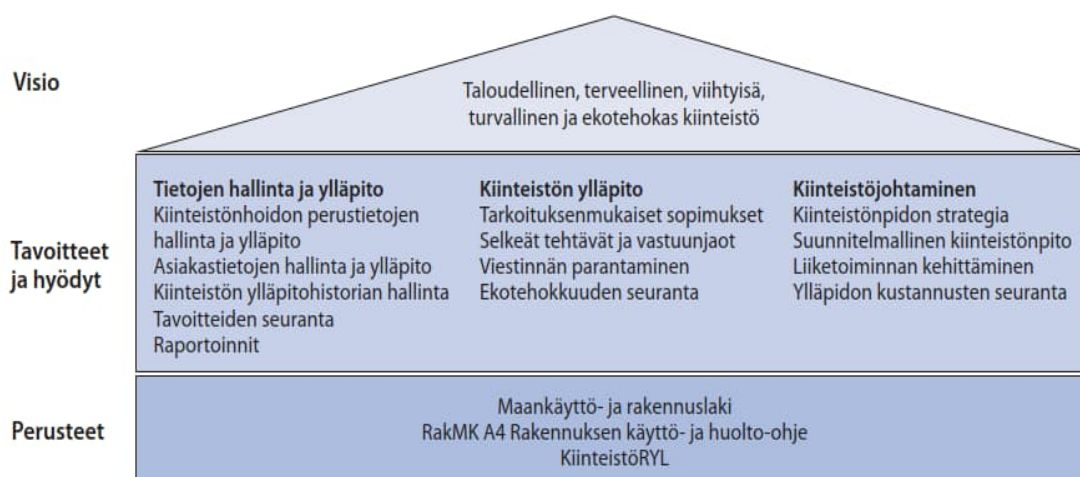 Visio
Taloudellinen, terveellinen, viihtyisä,
turvallinen ja ekotehokas kiinteistö
Tavoitteet
ja hyödyt
Tietojen hallinta ja ylläpito
Kiinteistönhoidon perustietojen
hallinta ja ylläpito
Asiakastietojen hallinta ja ylläpito
Kiinteistön ylläpitohistorian hallinta
Tavoitteiden seuranta
Raportoinnit
Kiinteistön ylläpito
Tarkoituksenmukaiset sopimukset
Selkeät tehtävät ja vastuunjaot
Viestinnän parantaminen
Ekotehokkuuden seuranta
Kiinteistöjohtaminen
Kiinteistönpidon strategia
Suunnitelmallinen kiinteistönpito
Liiketoiminnan kehittäminen
Ylläpidon kustannusten seuranta
Perusteet
Maankäyttö- ja rakennuslaki
RakMK A4 Rakennuksen käyttö- ja huolto-ohje
KiinteistöRYL